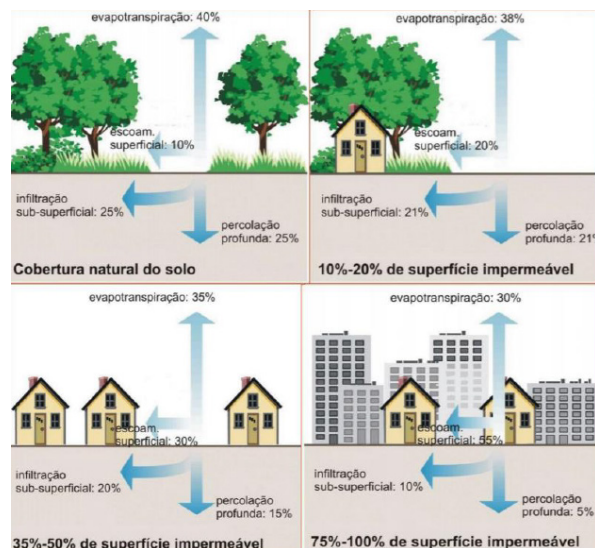 evapotranspiração: 40%
escoam.
superficial: 10%
infiltração
sub-superficial: 25%
percolação
profunda: 25%
Cobertura natural do solo
evapotranspiração: 38%
escoam.
superficial: 20%
infiltração
sub-superficial: 21%
percolação
profunda: 21%
10%-20% de superfície impermeável
evapotranspiração: 35%
escoam.
superficial: 30%
infiltração
sub-superficial: 20%
percolação
profunda: 15%
35%-50% de superfície impermeável
evapotranspiração: 30%
escoam.
superficial: 55%
infiltração
sub-superficial: 10%
percolação
profunda: 5%
75%-100% de superfície impermeável